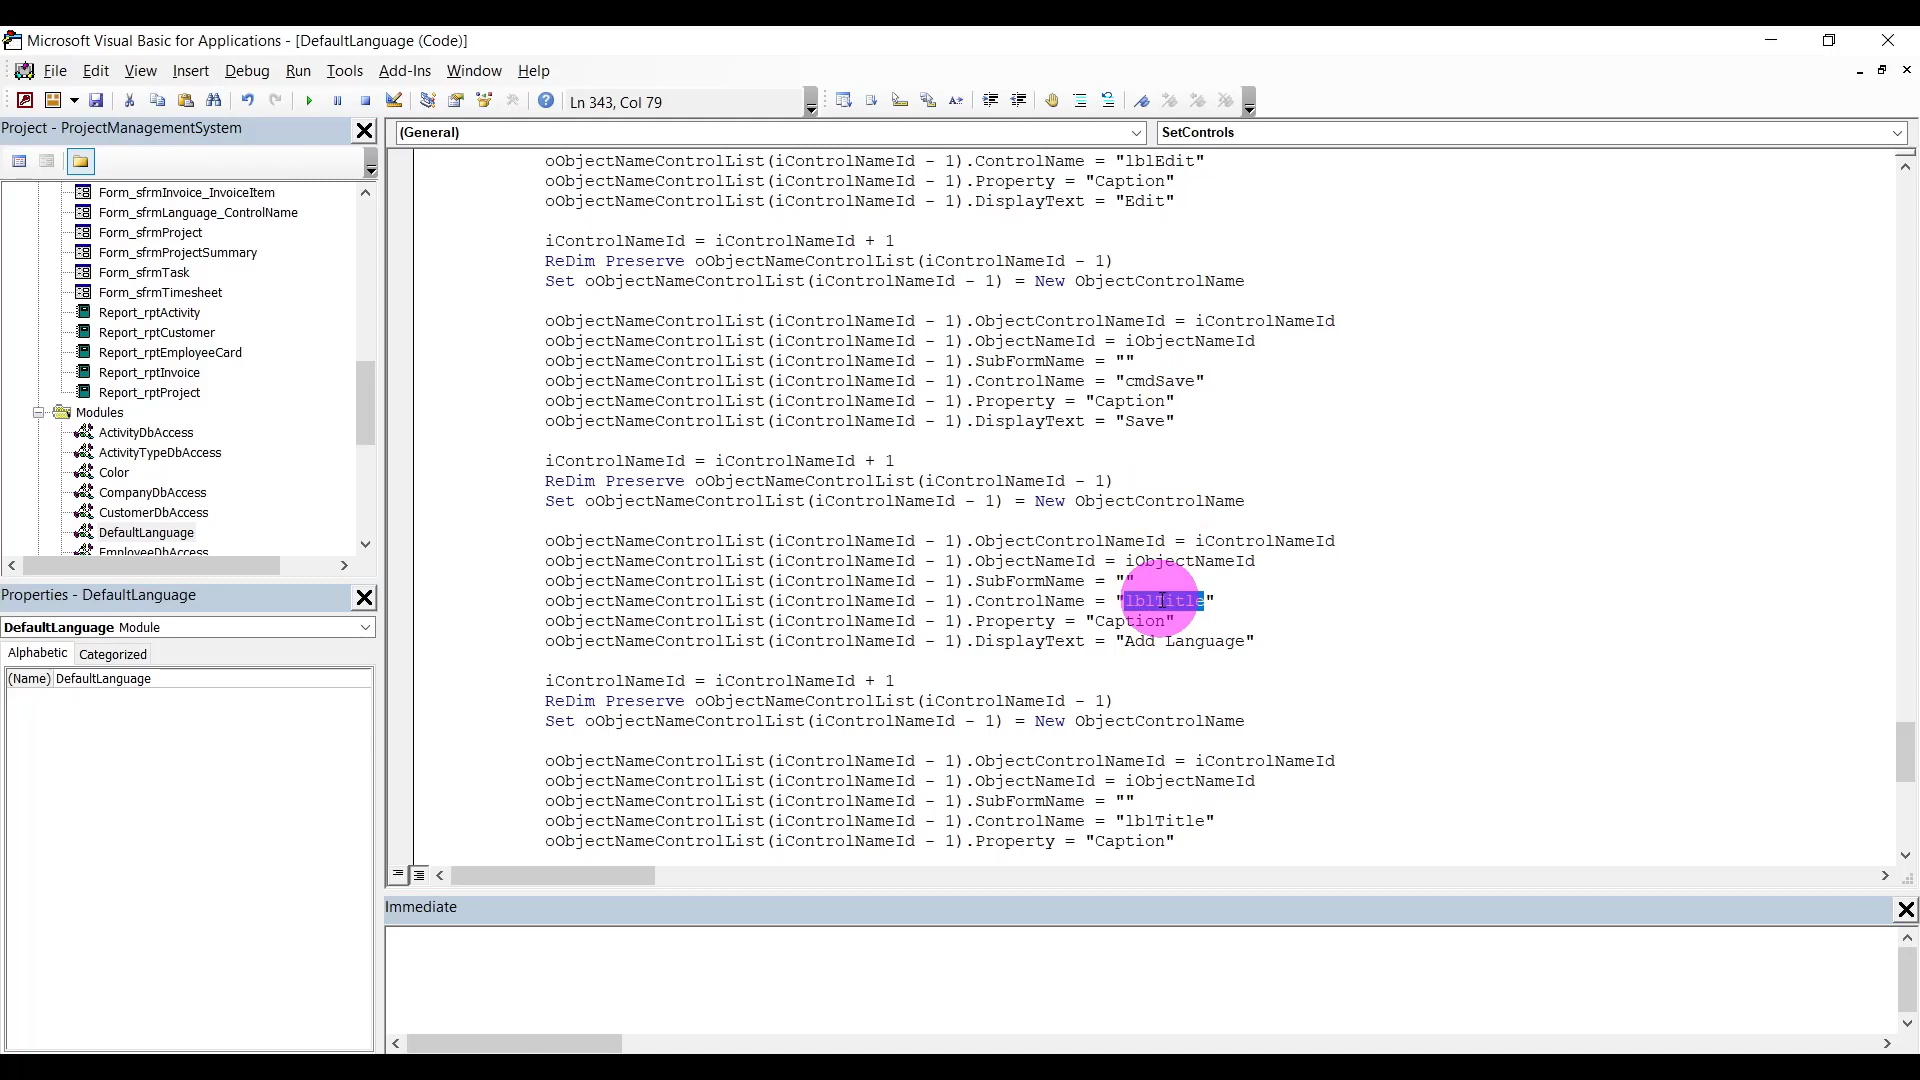 Microsoft Visual Basic for Applications - [DefaultLanguage (Code)]
File Edit View Insert Debug Run Tools Add-Ins Window Help
Ln 343, Col 79
Project - ProjectManagementSystem
(General)
SetControls
Form_sfrmInvoice_InvoiceItem
Form_sfrmLanguage_ControlName
Form_sfrmProject
Form_sfrmProjectSummary
Form_sfrmTask
Form_sfrmTimesheet
Report_rptActivity
Report_rptCustomer
Report_rptEmployeeCard
Report_rptInvoice
Report_rptProject
Modules
ActivityDbAccess
ActivityTypeDbAccess
Color
CompanyDbAccess
CustomerDbAccess
DefaultLanguage
EmployeeDbAccess
Properties - DefaultLanguage
DefaultLanguage Module
Alphabetic Categorized
(Name) DefaultLanguage
oObjectNameControlList(iControlNameId - 1).ControlName = "lblEdit"
oObjectNameControlList(iControlNameId - 1).Property = "Caption"
oObjectNameControlList(iControlNameId - 1).DisplayText = "Edit"
iControlNameId = iControlNameId + 1
ReDim Preserve oObjectNameControlList(iControlNameId - 1)
Set oObjectNameControlList(iControlNameId - 1) = New ObjectControlName
oObjectNameControlList(iControlNameId - 1).ObjectControlNameId = iControlNameId
oObjectNameControlList(iControlNameId - 1).ObjectNameId = iObjectNameId
oObjectNameControlList(iControlNameId - 1).SubFormName = ""
oObjectNameControlList(iControlNameId - 1).ControlName = "cmdSave"
oObjectNameControlList(iControlNameId - 1).Property = "Caption"
oObjectNameControlList(iControlNameId - 1).DisplayText = "Save"
iControlNameId = iControlNameId + 1
ReDim Preserve oObjectNameControlList(iControlNameId - 1)
Set oObjectNameControlList(iControlNameId - 1) = New ObjectControlName
oObjectNameControlList(iControlNameId - 1).ObjectControlNameId = iControlNameId
oObjectNameControlList(iControlNameId - 1).ObjectNameId = iObjectNameId
oObjectNameControlList(iControlNameId - 1).SubFormName = ""
oObjectNameControlList(iControlNameId - 1).ControlName = "lblTitle"
oObjectNameControlList(iControlNameId - 1).Property = "Caption"
oObjectNameControlList(iControlNameId - 1).DisplayText = "Add Language"
iControlNameId = iControlNameId + 1
ReDim Preserve oObjectNameControlList(iControlNameId - 1)
Set oObjectNameControlList(iControlNameId - 1) = New ObjectControlName
oObjectNameControlList(iControlNameId - 1).ObjectControlNameId = iControlNameId
oObjectNameControlList(iControlNameId - 1).ObjectNameId = iObjectNameId
oObjectNameControlList(iControlNameId - 1).SubFormName = ""
oObjectNameControlList(iControlNameId - 1).ControlName = "lblTitle"
oObjectNameControlList(iControlNameId - 1).Property = "Caption"
Immediate